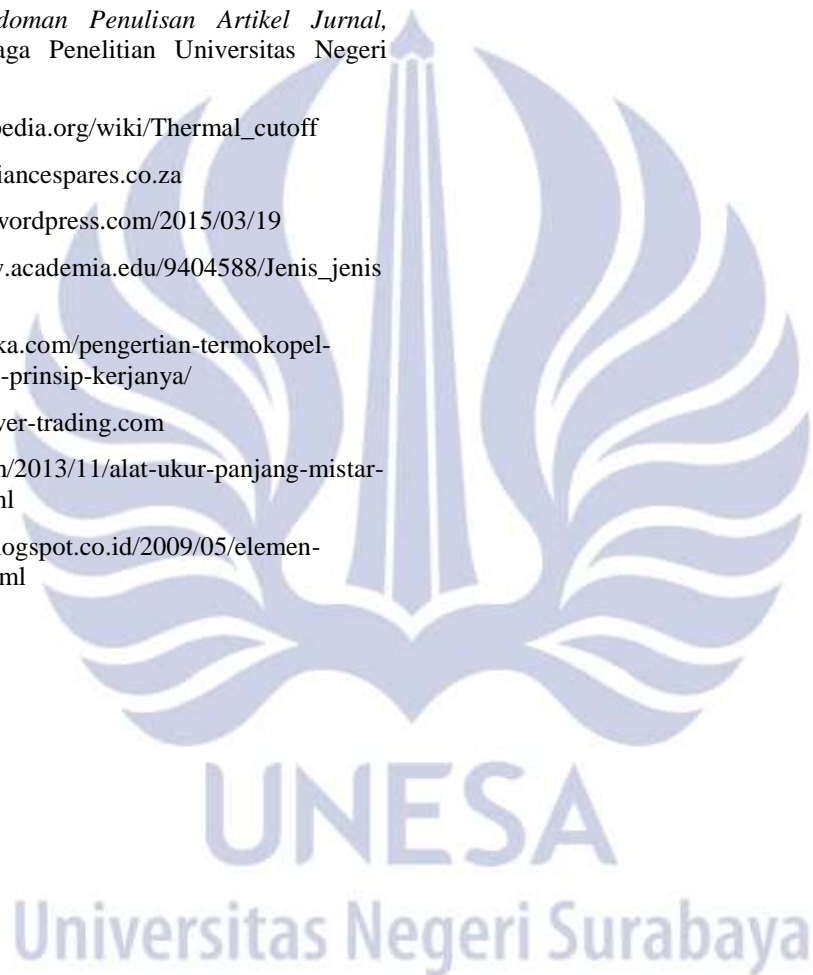 doman Penulisan Artikel Jurnal,
aga Penelitian Universitas Negeri
pedia.org/wiki/Thermal_cutoff
iancespares.co.za
wordpress.com/2015/03/19
.academia.edu/9404588/Jenis_jenis
ka.com/pengertian-termokopel-
-prinsip-kerjanya/
ver-trading.com
/2013/11/alat-ukur-panjang-mistar-
ml
logspot.co.id/2009/05/elemen-
ml
UNESA
Universitas Negeri Surabaya